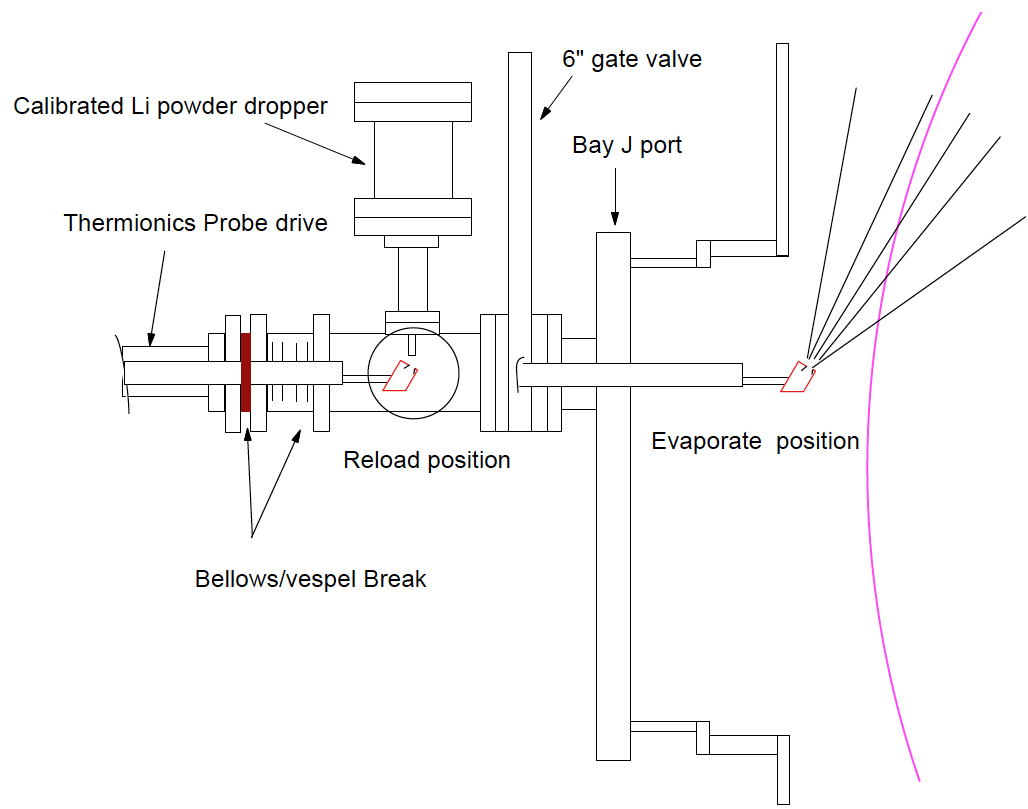 6" gate valve
Calibrated Li powder dropper
Bay J port
Thermionics Probe drive
Evaporate position
Reload position
Bellows/vespel Break